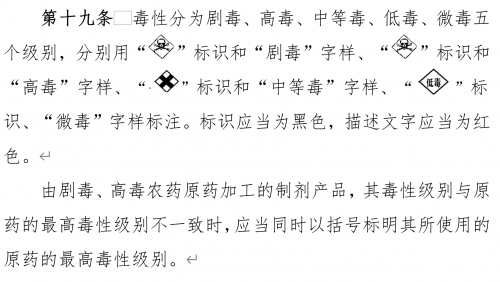 第十九条 毒性分为剧毒、高毒、中等毒、低毒、微毒五
个级别，分别用“”标识和“剧毒”字样、“”标识和
“高毒”字样、“”标识和“中等毒”字样、“低毒”标
识、“微毒”字样标注。标识应当为黑色，描述文字应当为红
色。
由剧毒、高毒农药原药加工的制剂产品，其毒性级别与原
药的最高毒性级别不一致时，应当同时以括号标明其所使用的
原药的最高毒性级别。